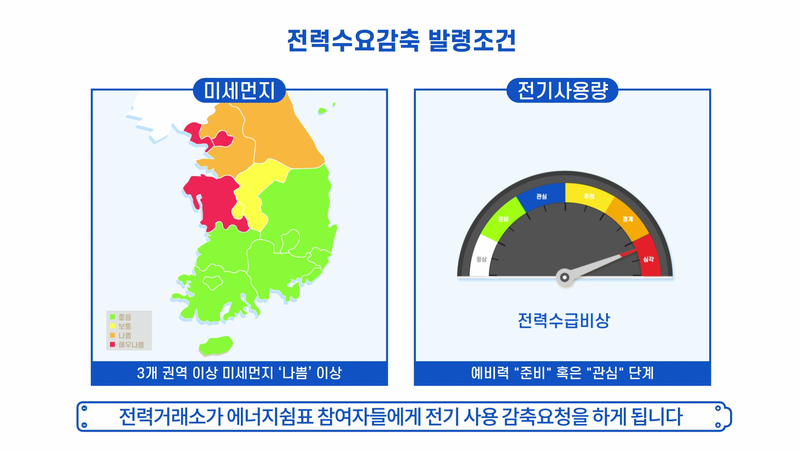 전력수요감축 발령조건
미세먼지
좋음
보통
나쁨
매우나쁨
3개 권역 이상 미세먼지 ‘나쁨’ 이상
전기사용량
정상
준비
관심
주의
경계
심각
전력수급비상
예비력 "준비" 혹은 "관심" 단계
전력거래소가 에너지쉼표 참여자들에게 전기 사용 감축요청을 하게 됩니다